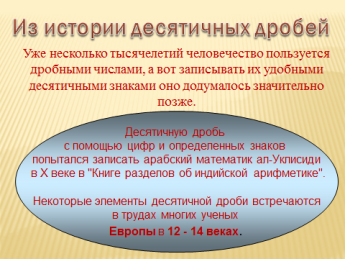 Из истории десятичных дробей
Уже несколько тысячелетий человечество пользуется
дробными числами, а вот записывать их удобными
десятичными знаками оно додумалось значительно
позже.
Десятичную дробь
с помощью цифр и определенных знаков
попытался записать арабский математик ал-Уклисиди
в X веке в "Книге разделов об индийской арифметике".
Некоторые элементы десятичной дроби встречаются
в трудах многих ученых
Европы в 12 - 14 веках.